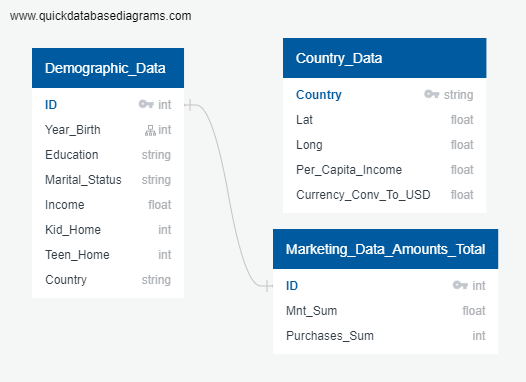 www.quickdatabasediagrams.com
Demographic_Data
ID int
Year_Birth int
Education string
Marital_Status string
Income float
Kid_Home int
Teen_Home int
Country string
Country_Data
Country string
Lat float
Long float
Per_Capita_Income float
Currency_Conv_To_USD float
Marketing_Data_Amounts_Total
ID int
Mnt_Sum float
Purchases_Sum int